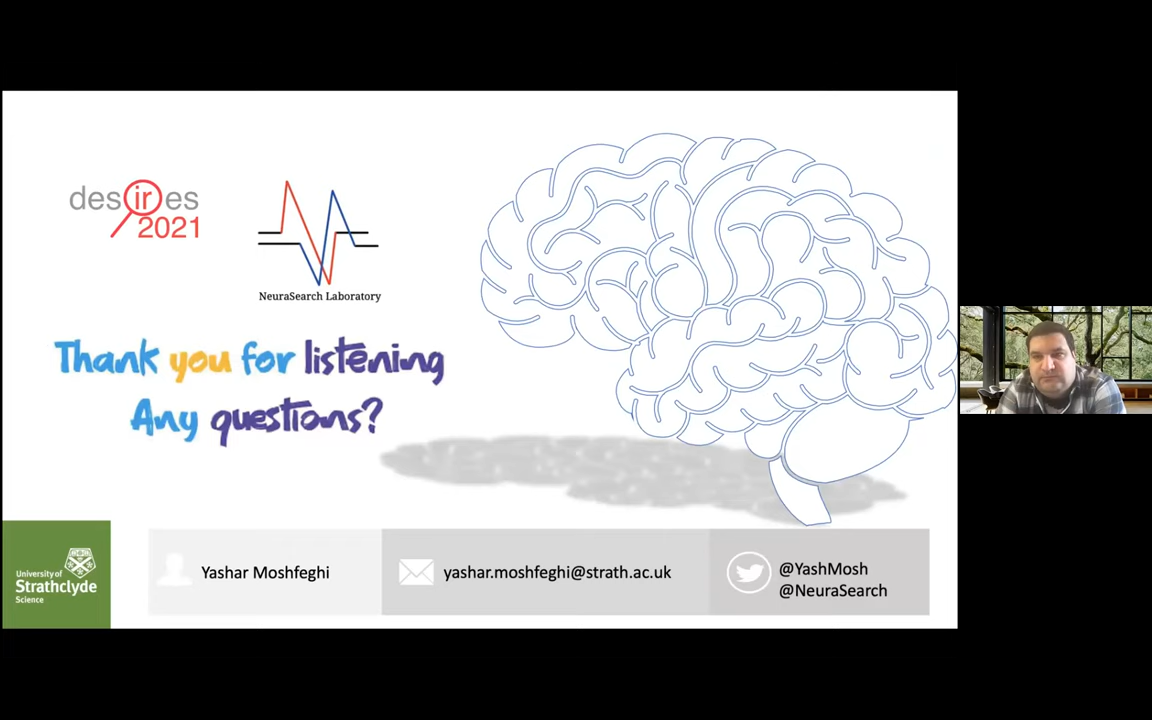 desires
2021
NeuraSearch Laboratory
Thank you for listening
Any questions?
University of
Strathclyde
Science
Yashar Moshfeghi
yashar.moshfeghi@strath.ac.uk
@YashMosh
@NeuraSearch